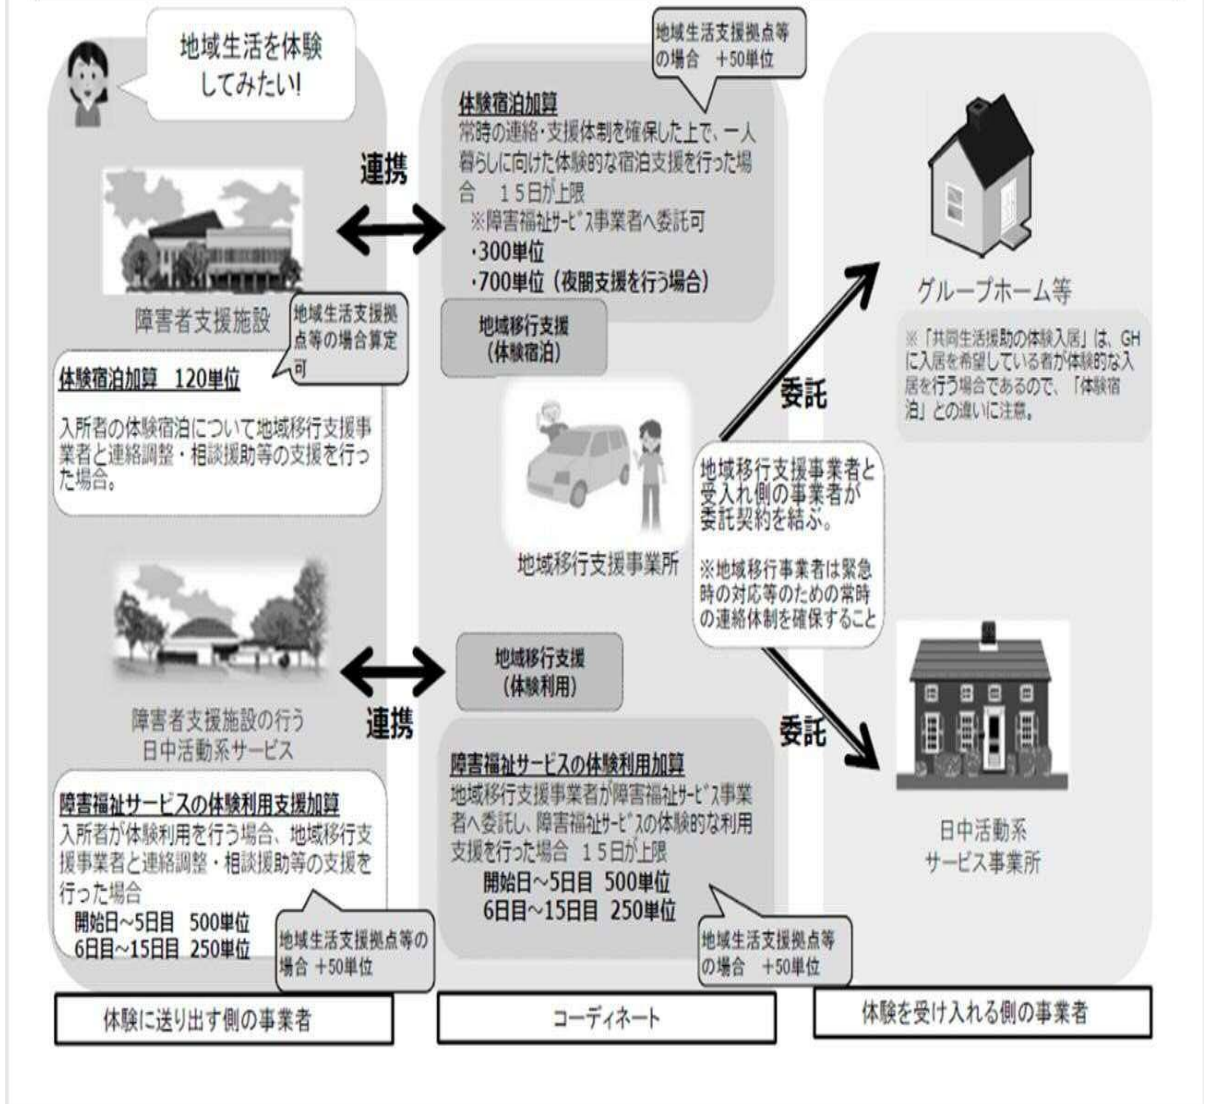 地域生活を体験
してみたい!
障害者支援施設
地域生活支援拠
点等の場合算定
可
体験宿泊加算 120単位
入所者の体験宿泊について地域移行支援事
業者と連絡調整・相談援助等の支援を行っ
た場合。
障害者支援施設の行う
日中活動系サービス
障害福祉サービスの体験利用支援加算
入所者が体験利用を行う場合、地域移行支
援事業者と連絡調整・相談援助等の支援を
行った場合
開始日～5日目 500単位
6日目～15日目 250単位
地域生活支援拠点等の
場合 +50単位
体験に送り出す側の事業者
連携
連携
地域生活支援拠点等
の場合 +50単位
体験宿泊加算
常時の連絡・支援体制を確保した上で、一人
暮らしに向けた体験的な宿泊支援を行った場
合 15日が上限
※障害福祉ｻｰﾋﾞｽ事業者へ委託可
・300単位
・700単位（夜間支援を行う場合）
地域移行支援
（体験宿泊）
地域移行支援事業所
地域移行支援
（体験利用）
障害福祉サービスの体験利用加算
地域移行支援事業者が障害福祉ｻｰﾋﾞｽ事業
者へ委託し、障害福祉ｻｰﾋﾞｽの体験的な利用
支援を行った場合 15日が上限
開始日～5日目 500単位
6日目～15日目 250単位
地域生活支援拠点等
の場合 +50単位
コーディネート
委託
地域移行支援事業者と
受入れ側の事業者が
委託契約を結ぶ。
※地域移行事業者は緊急
時の対応等のための常時
の連絡体制を確保すること
委託
グループホーム等
※「共同生活援助の体験入居」は、GH
に入居を希望している者が体験的な入
居を行う場合であるので、「体験宿
泊」との違いに注意。
日中活動系
サービス事業所
体験を受け入れる側の事業者